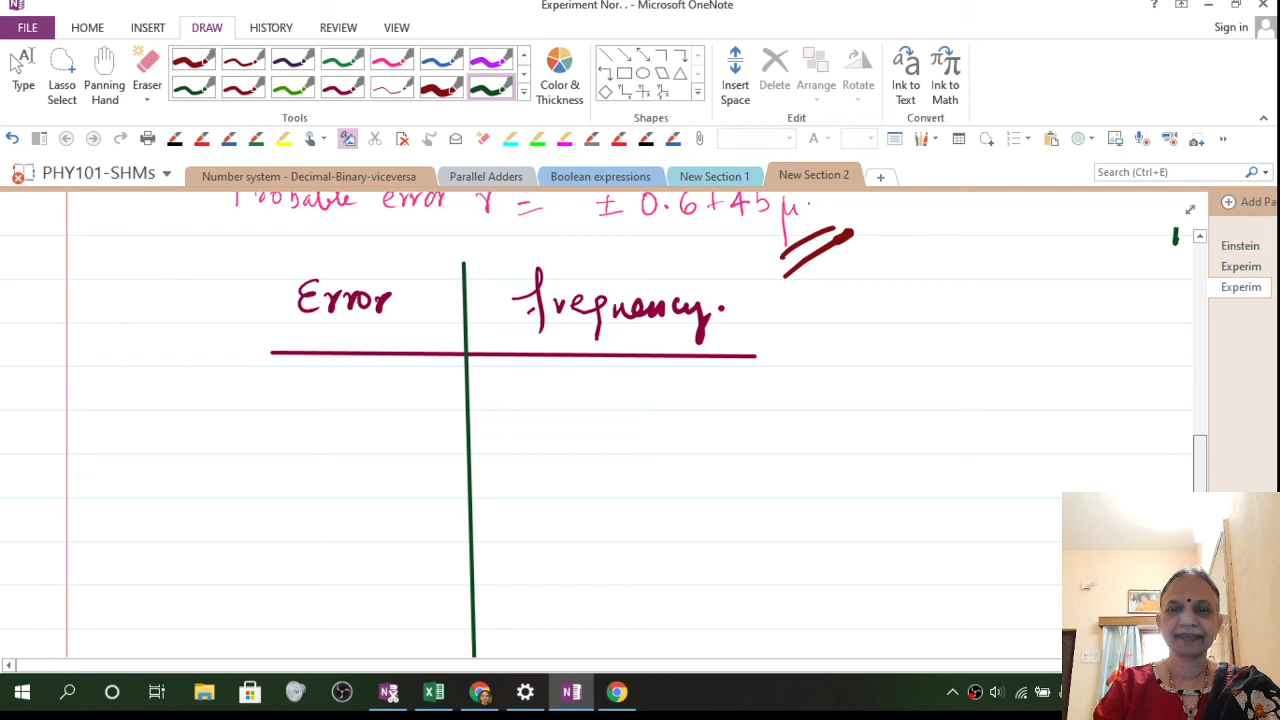 Experiment Nor. . - Microsoft OneNote
FILE HOME INSERT DRAW HISTORY REVIEW VIEW
Sign in
Type
Lasso Select
Panning Hand
Eraser
Color & Thickness
Insert Space
Delete
Arrange
Rotate
Ink to Text
Ink to Math
Tools
Shapes
Edit
Convert
PHY101-SHMs
Number system - Decimal-Binary-viceversa
Parallel Adders
Boolean expressions
New Section 1
New Section 2
Search (Ctrl+E)
Add Pa
Einstein
Experim
Experim
Probable error r = ± 0.6745 μ.
Error frequency.